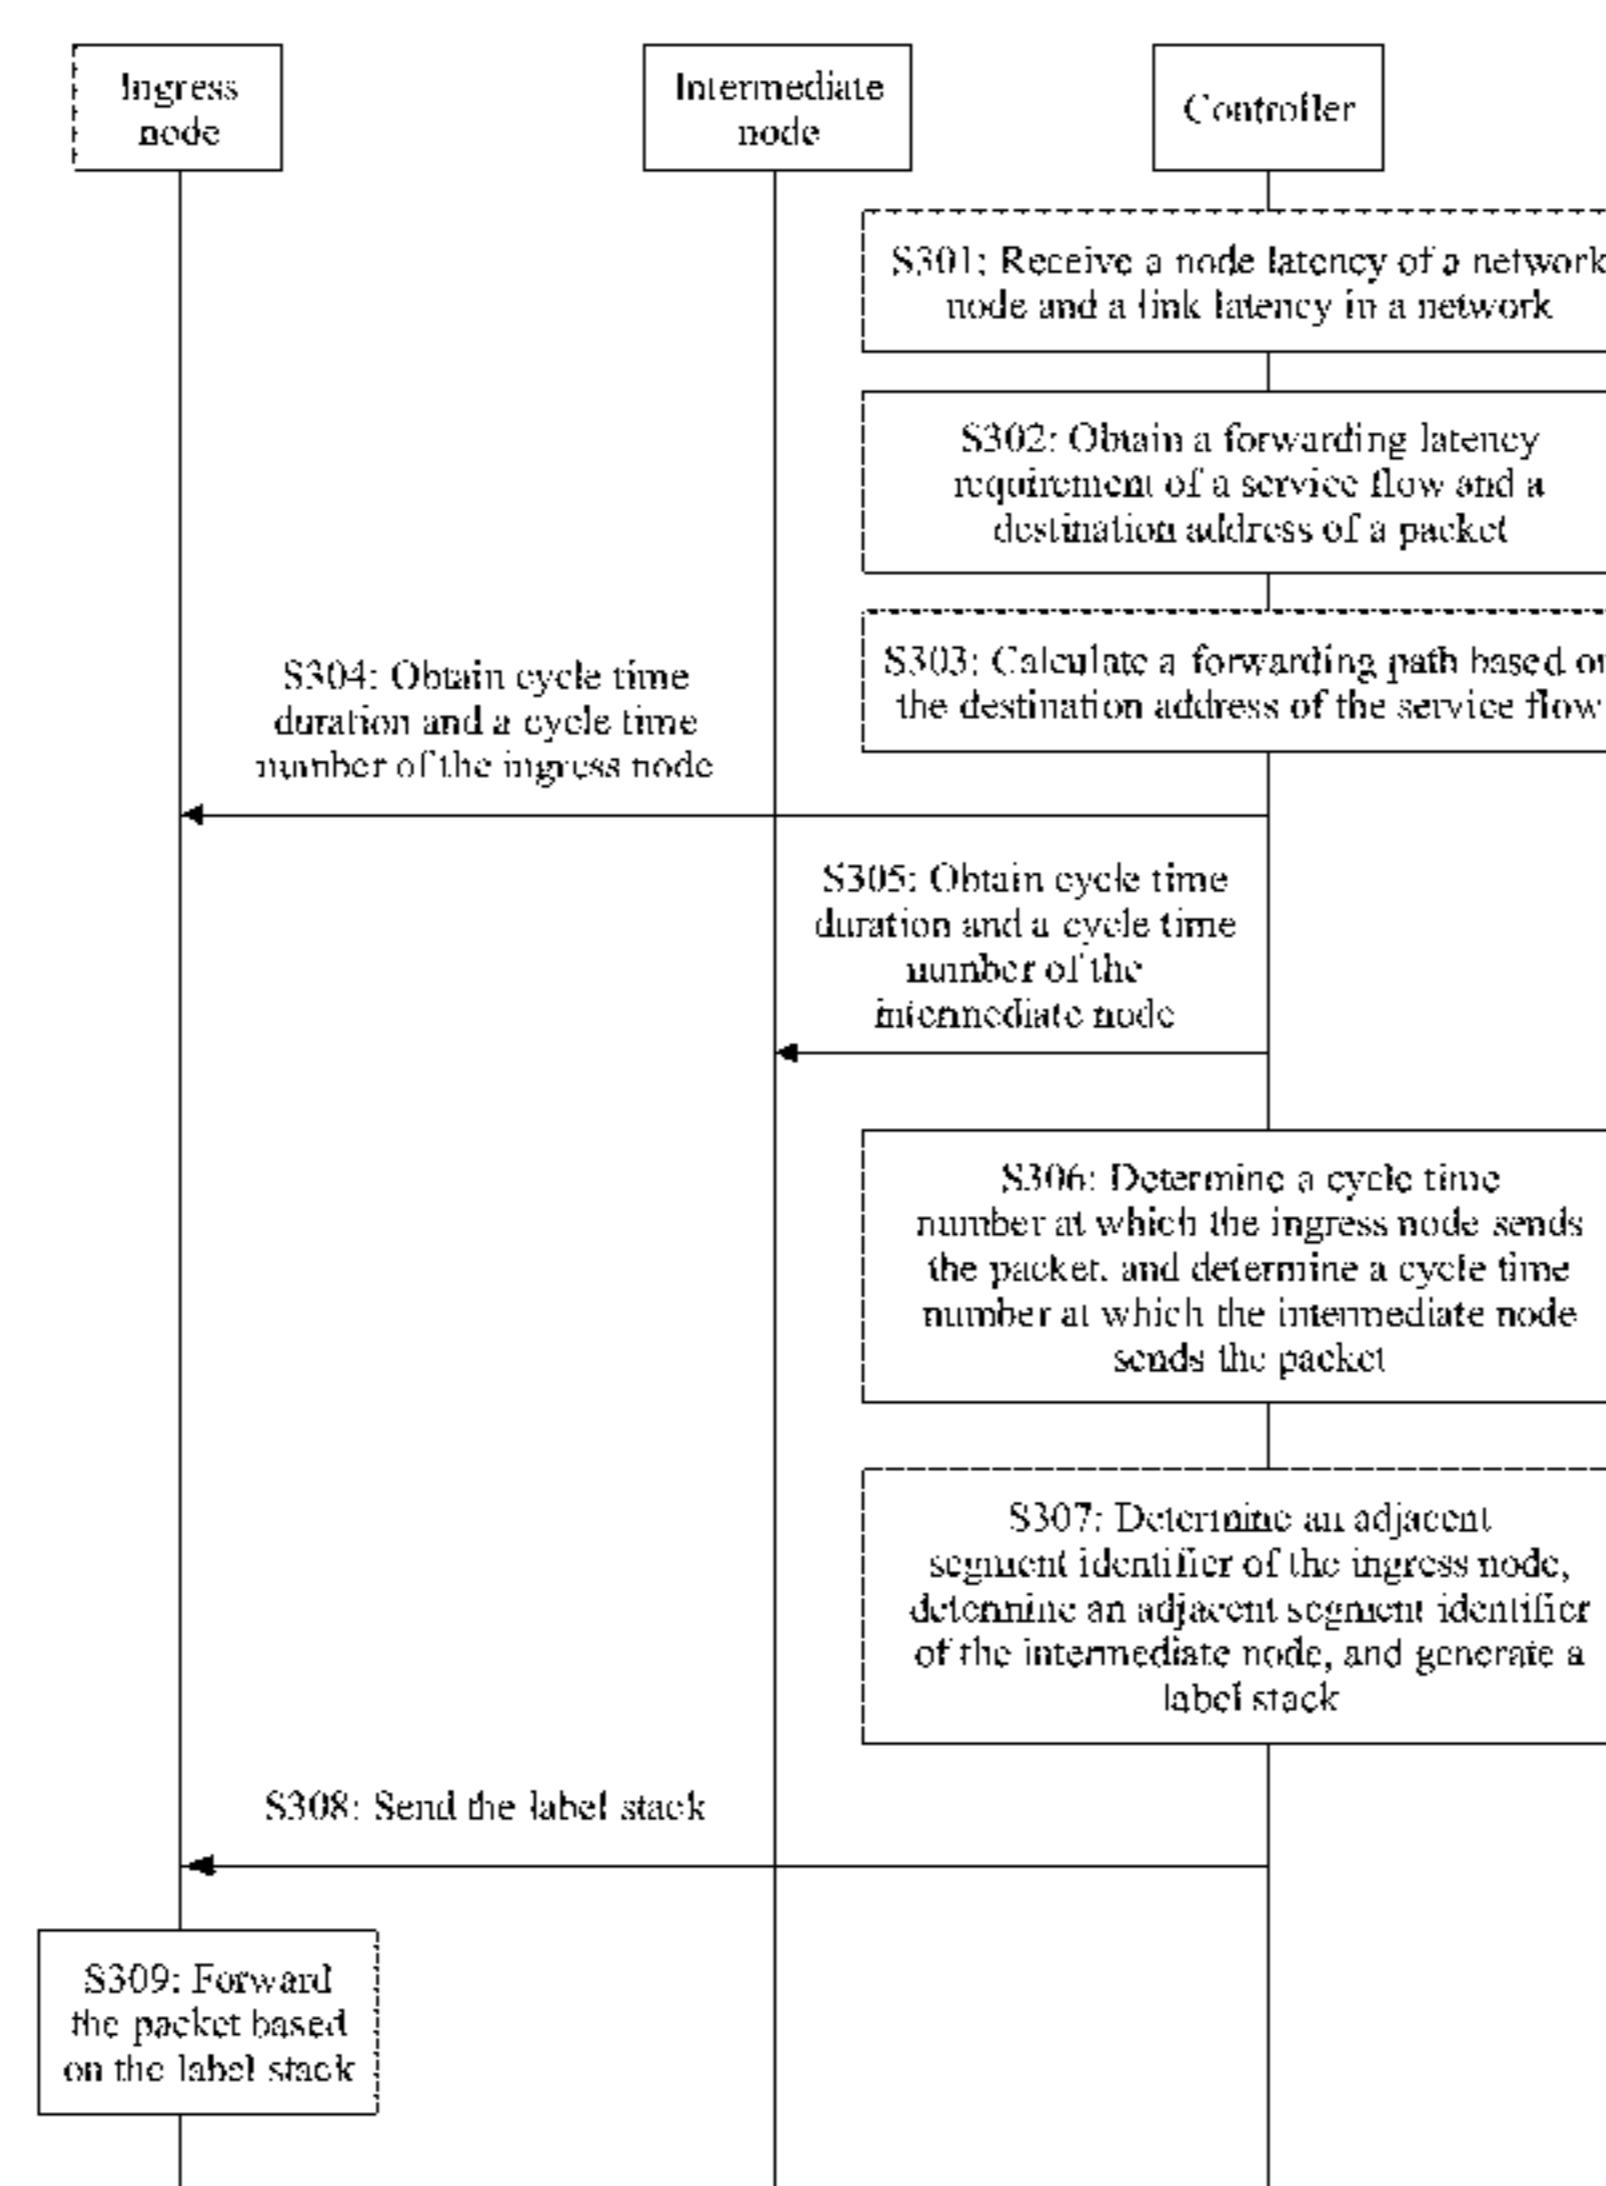 Ingress
node
Intermediate
node
Controller
S301: Receive a node latency of a network
node and a link latency in a network
S302: Obtain a forwarding latency
requirement of a service flow and a
destination address of a packet
S303: Calculate a forwarding path based on
the destination address of the service flow
S304: Obtain cycle time
duration and a cycle time
number of the ingress node
S305: Obtain cycle time
duration and a cycle time
number of the
intermediate node
S306: Determine a cycle time
number at which the ingress node sends
the packet, and determine a cycle time
number at which the intermediate node
sends the packet
S307: Determine an adjacent
segment identifier of the ingress node,
determine an adjacent segment identifier
of the intermediate node, and generate a
label stack
S308: Send the label stack
S309: Forward
the packet based
on the label stack